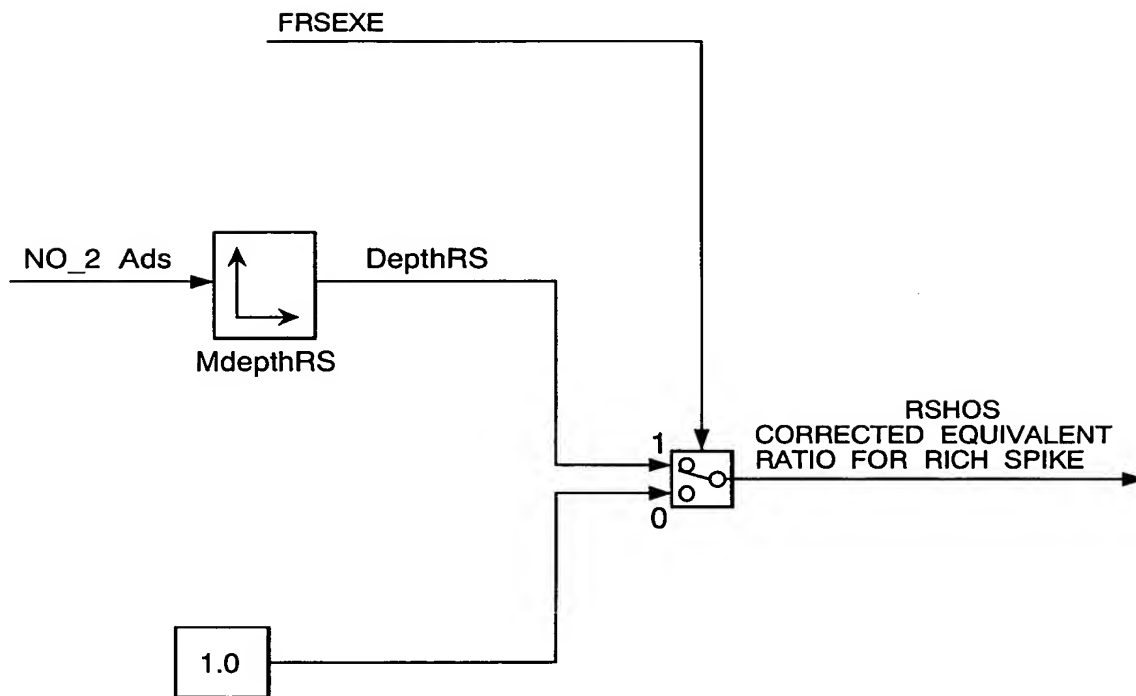 FRSEXE
NO_2 Ads
DepthRS
MdepthRS
RSHOS
CORRECTED EQUIVALENT
RATIO FOR RICH SPIKE
1
0
1.0